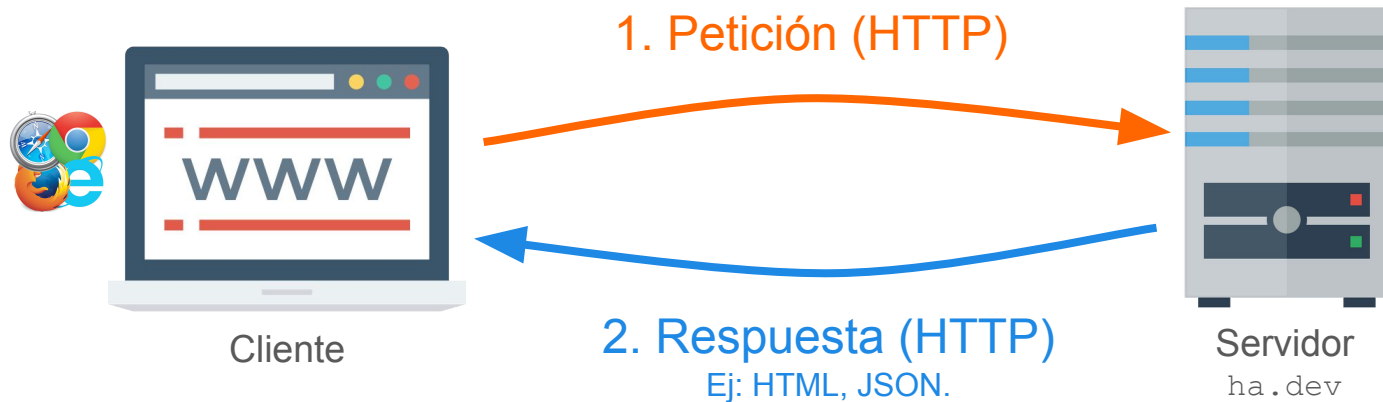 1. Petición (HTTP)
WWW
Cliente
2. Respuesta (HTTP)
Ej: HTML, JSON.
Servidor
ha.dev